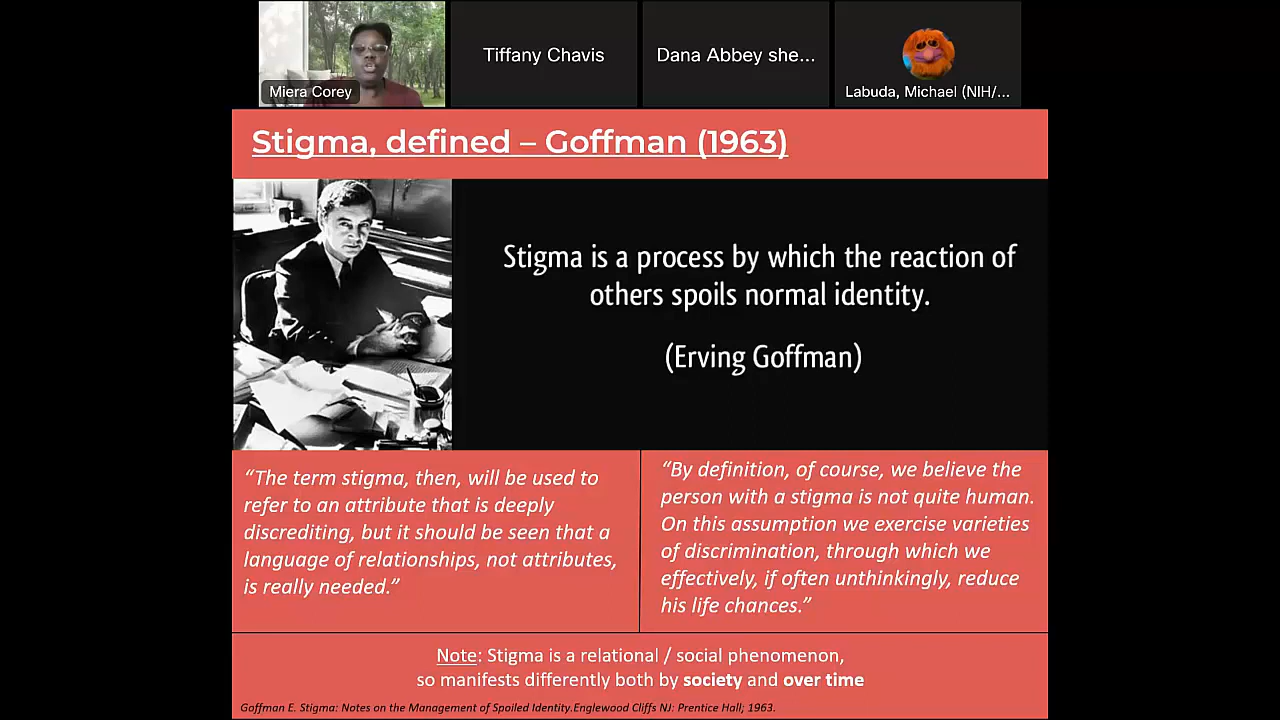 Miera Corey
Tiffany Chavis
Dana Abbey she...
Labuda, Michael (NIH/...
Stigma, defined – Goffman (1963)
Stigma is a process by which the reaction of
others spoils normal identity.
(Erving Goffman)
“The term stigma, then, will be used to
refer to an attribute that is deeply
discrediting, but it should be seen that a
language of relationships, not attributes,
is really needed.”
“By definition, of course, we believe the
person with a stigma is not quite human.
On this assumption we exercise varieties
of discrimination, through which we
effectively, if often unthinkingly, reduce
his life chances.”
Note: Stigma is a relational / social phenomenon,
so manifests differently both by society and over time
Goffman E. Stigma: Notes on the Management of Spoiled Identity.Englewood Cliffs NJ: Prentice Hall; 1963.